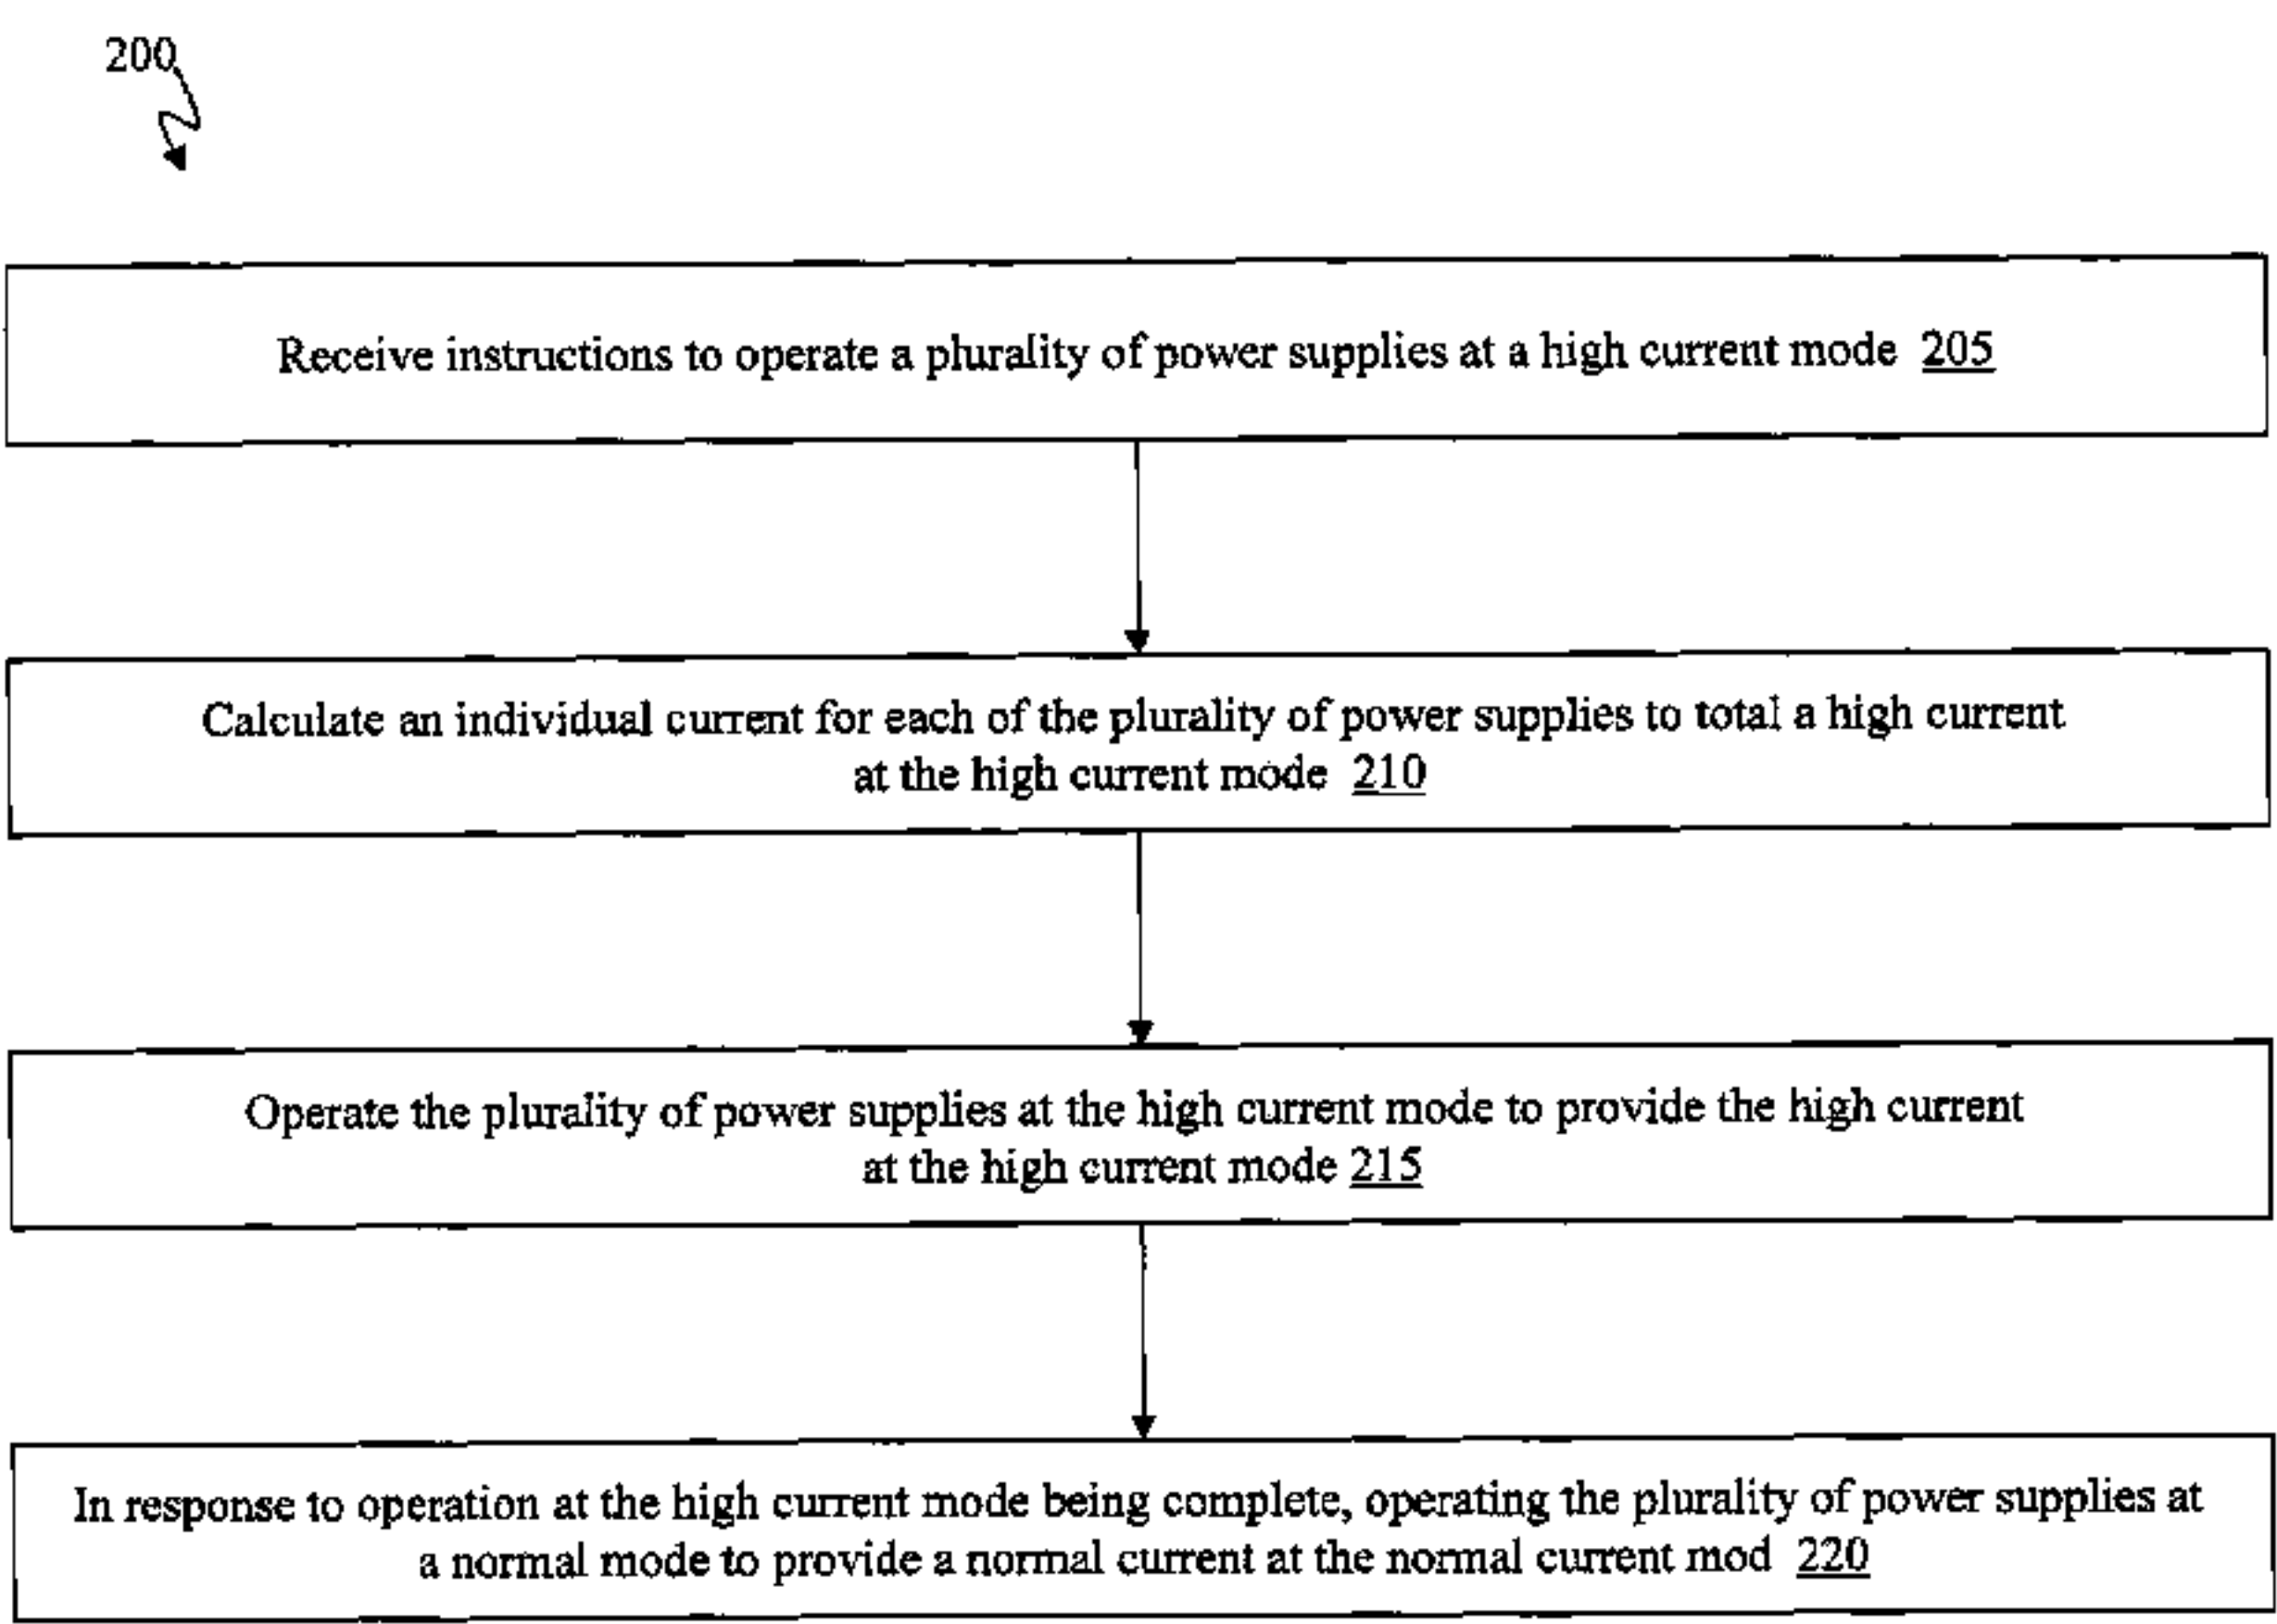 200
Receive instructions to operate a plurality of power supplies at a high current mode 205
Calculate an individual current for each of the plurality of power supplies to total a high current
at the high current mode 210
Operate the plurality of power supplies at the high current mode to provide the high current
at the high current mode 215
In response to operation at the high current mode being complete, operating the plurality of power supplies at
a normal mode to provide a normal current at the normal current mod 220